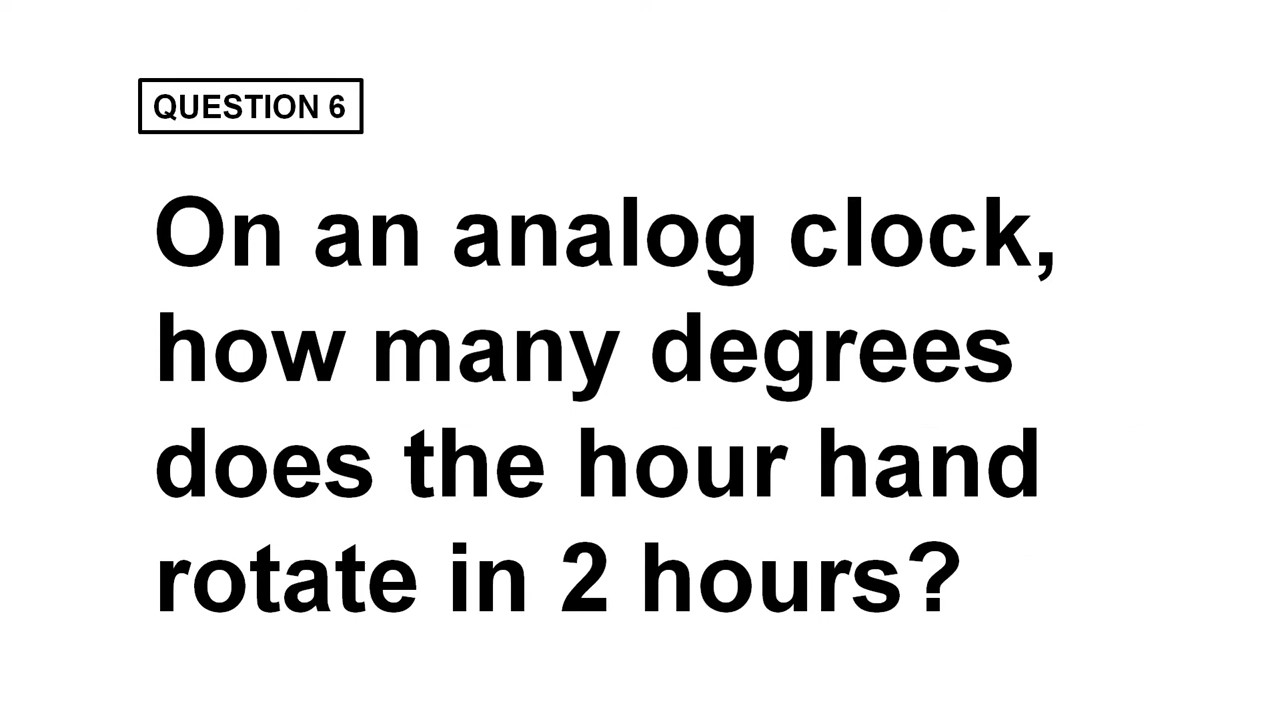 QUESTION 6
On an analog clock,
how many degrees
does the hour hand
rotate in 2 hours?